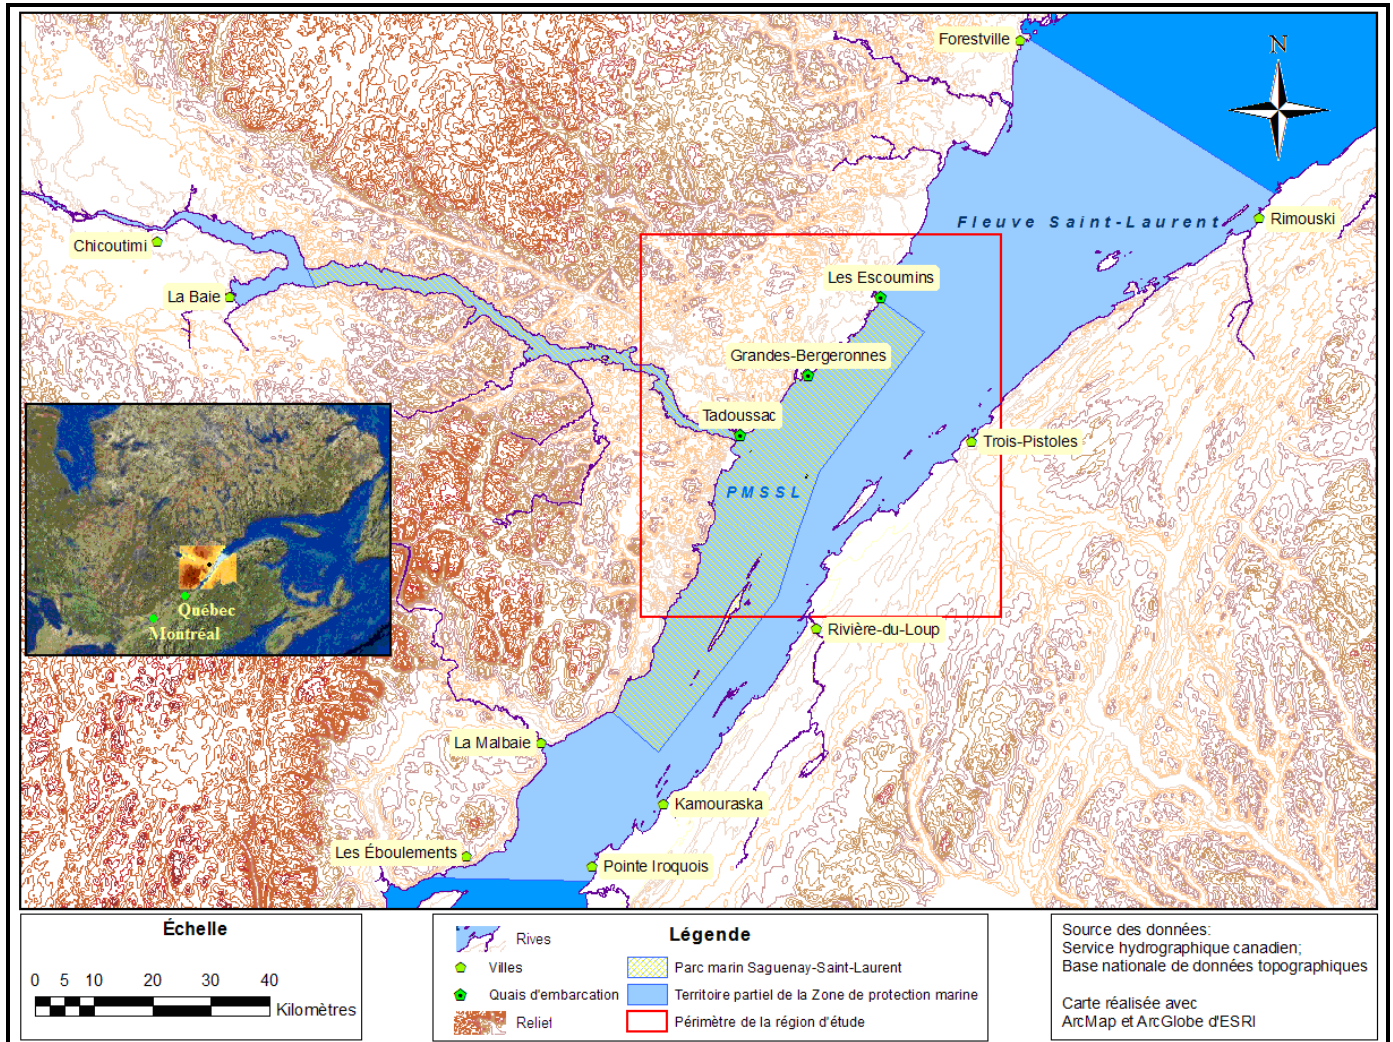 Forestville
N
Fleuve Saint-Laurent
Rimouski
Chicoutimi
La Baie
Les Escoumins
Grandes-Bergeronnes
Tadoussac
Trois-Pistoles
PMSSL
Québec
Montréal
Rivière-du-Loup
La Malbaie
Kamouraska
Les Éboulements
Pointe Iroquois
Échelle
0 5 10 20 30 40
Kilomètres
Légende
Rives
Villes
Quais d'embarcation
Relief
Parc marin Saguenay-Saint-Laurent
Territoire partiel de la Zone de protection marine
Périmètre de la région d'étude
Source des données:
Service hydrographique canadien;
Base nationale de données topographiques
Carte réalisée avec
ArcMap et ArcGlobe d'ESRI